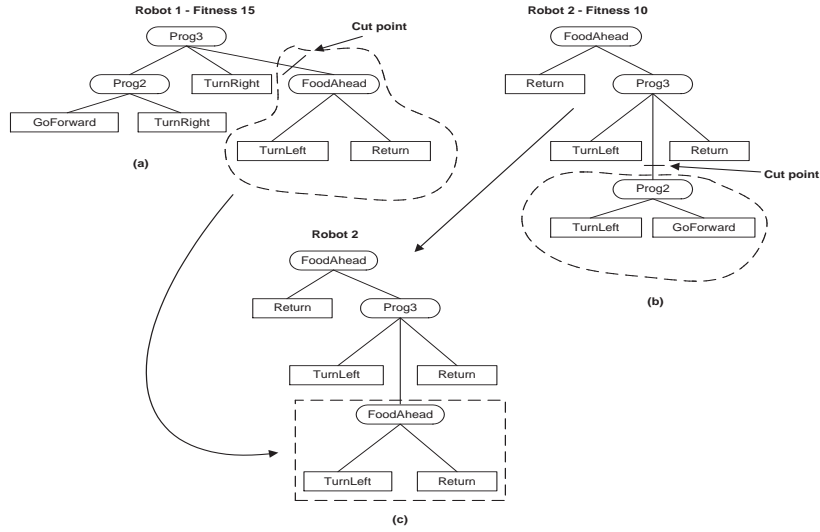 Robot 1 - Fitness 15
Prog3
Cut point
Prog2
TurnRight
FoodAhead
GoForward
TurnRight
TurnLeft
Return
(a)
Robot 2 - Fitness 10
FoodAhead
Return
Prog3
TurnLeft
Return
Cut point
Prog2
TurnLeft
GoForward
(b)
Robot 2
FoodAhead
Return
Prog3
TurnLeft
Return
FoodAhead
TurnLeft
Return
(c)